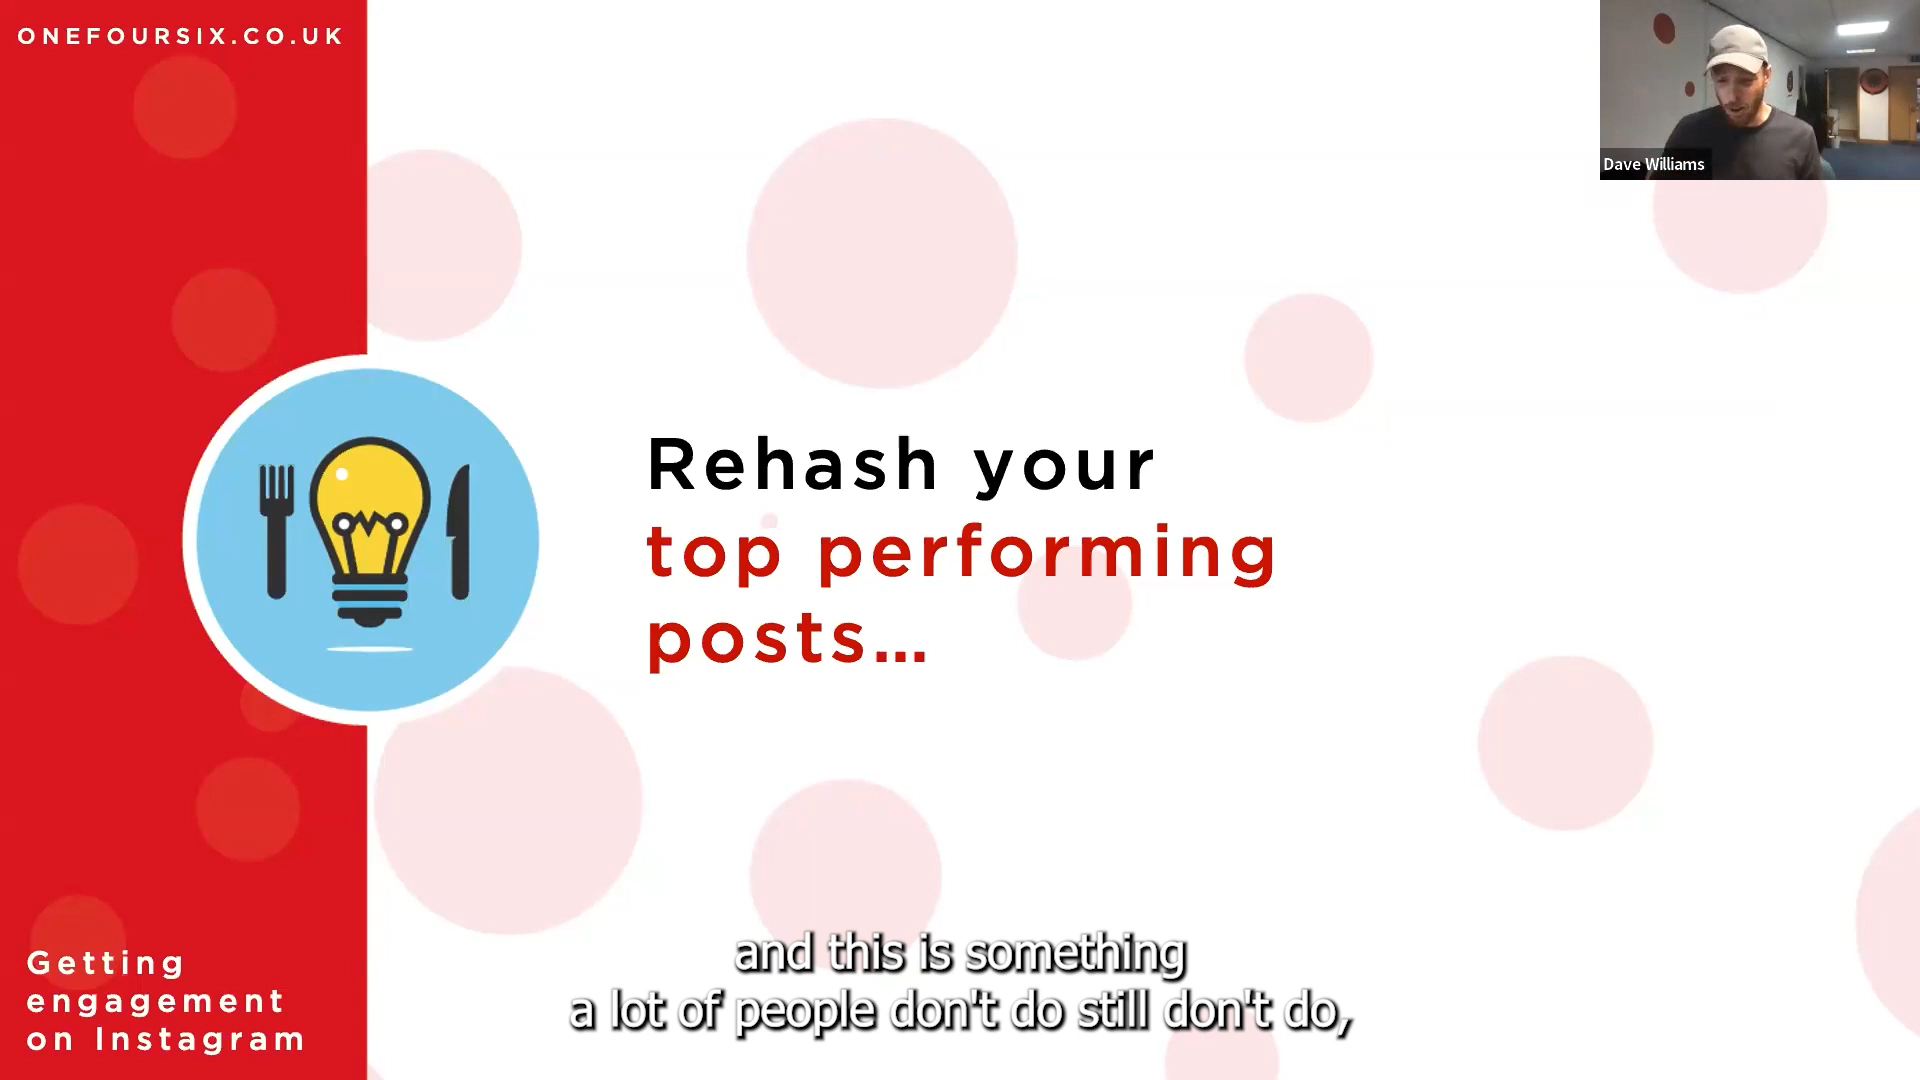 ONEFOURSIX.CO.UK
Dave Williams
Rehash your
top performing
posts...
Getting
engagement
on Instagram
and this is something
a lot of people don't do still don't do,